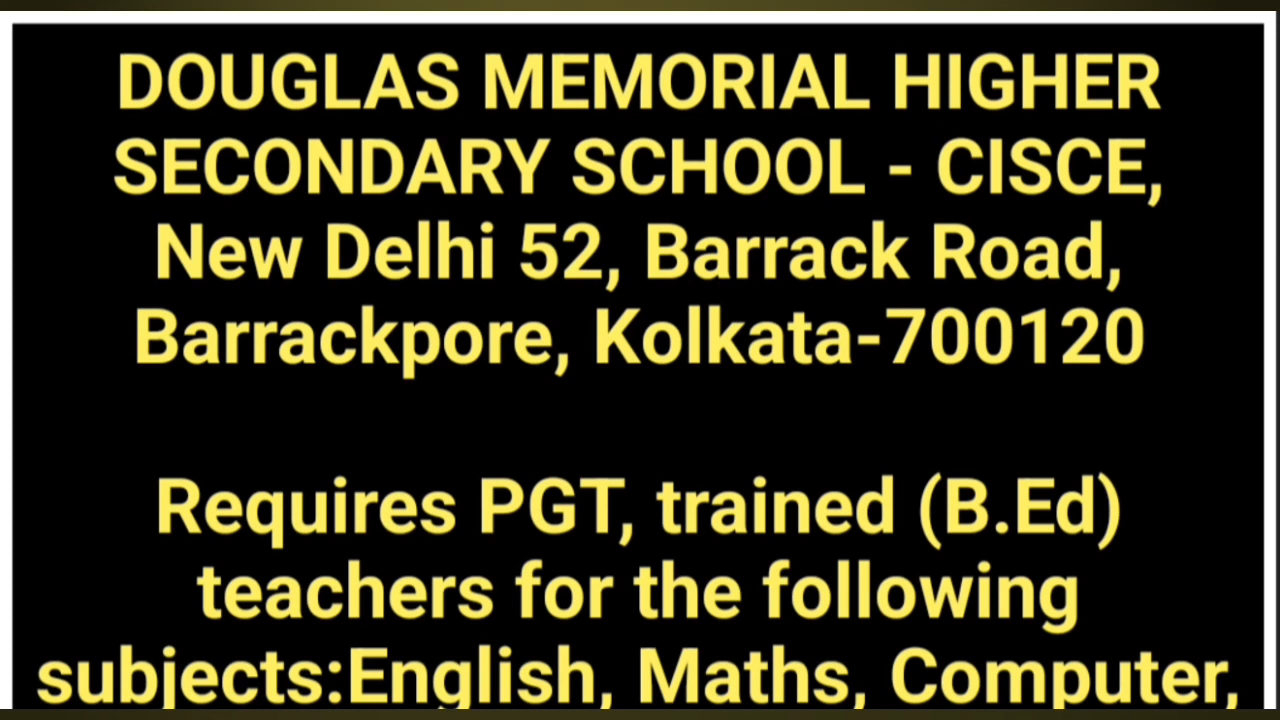 DOUGLAS MEMORIAL HIGHER
SECONDARY SCHOOL - CISCE,
New Delhi 52, Barrack Road,
Barrackpore, Kolkata-700120
Requires PGT, trained (B.Ed)
teachers for the following
subjects:English, Maths, Computer,